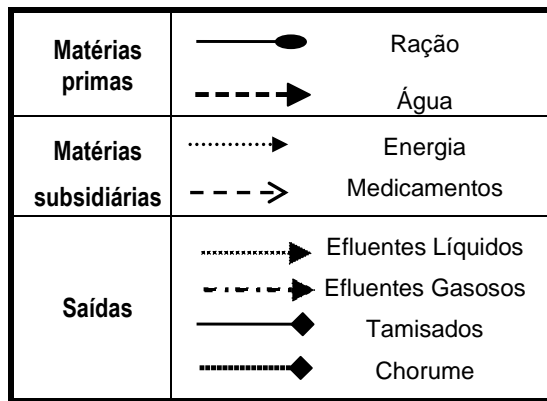 Matérias
primas
Ração
Água
Matérias
subsidiárias
Energia
Medicamentos
Saídas
Efluentes Líquidos
Efluentes Gasosos
Tamisados
Chorume